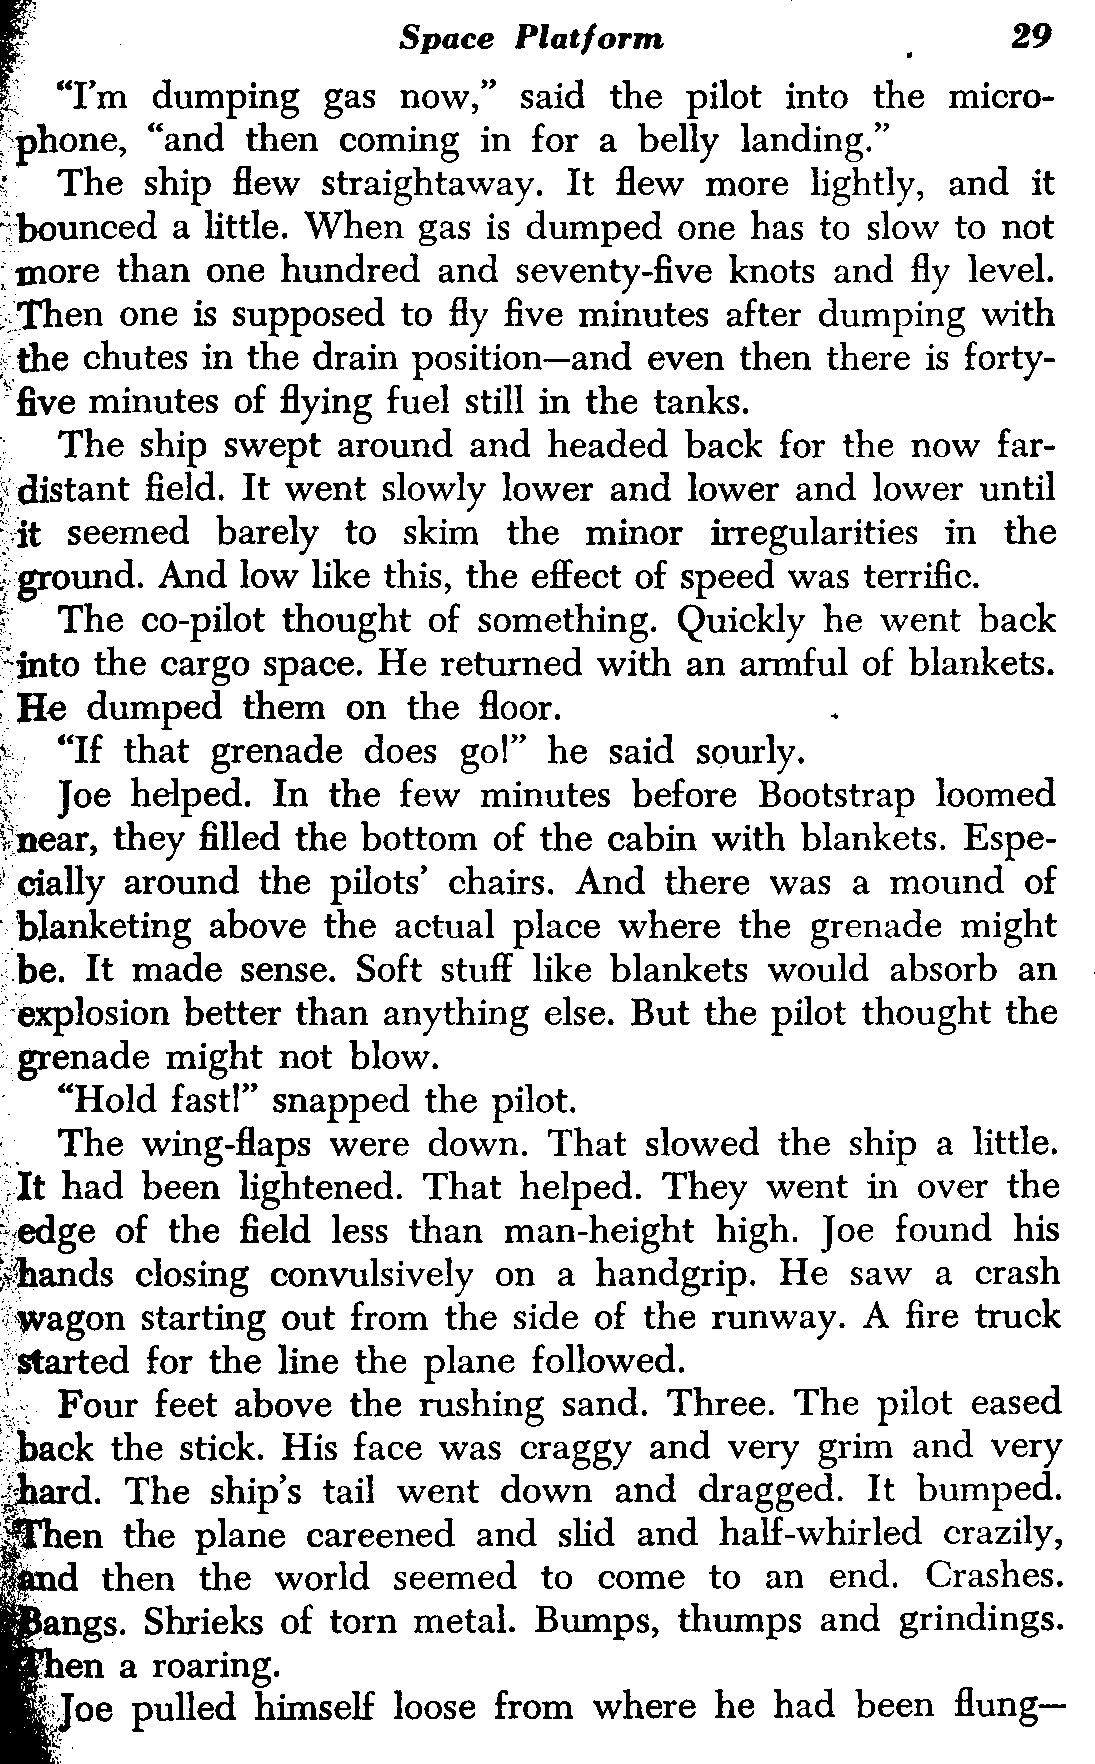 Space Platform 29
“I’m dumping gas now,” said the pilot into the micro-
phone, “and then coming in for a belly landing.”
The ship flew straightaway. It flew more lightly, and it
bounced a little. When gas is dumped one has to slow to not
more than one hundred and seventy-five knots and fly level.
Then one is supposed to fly five minutes after dumping with
the chutes in the drain position—and even then there is forty-
five minutes of flying fuel still in the tanks.
The ship swept around and headed back for the now far-
distant field. It went slowly lower and lower and lower until
it seemed barely to skim the minor irregularities in the
ground. And low like this, the effect of speed was terrific.
The co-pilot thought of something. Quickly he went back
into the cargo space. He returned with an armful of blankets.
He dumped them on the floor.
“If that grenade does go!” he said sourly.
Joe helped. In the few minutes before Bootstrap loomed
near, they filled the bottom of the cabin with blankets. Espe-
cially around the pilots’ chairs. And there was a mound of
blanketing above the actual place where the grenade might
be. It made sense. Soft stuff like blankets would absorb an
explosion better than anything else. But the pilot thought the
grenade might not blow.
“Hold fast!” snapped the pilot.
The wing-flaps were down. That slowed the ship a little.
It had been lightened. That helped. They went in over the
edge of the field less than man-height high. Joe found his
hands closing convulsively on a handgrip. He saw a crash
wagon starting out from the side of the runway. A fire truck
started for the line the plane followed.
Four feet above the rushing sand. Three. The pilot eased
back the stick. His face was craggy and very grim and very
hard. The ship’s tail went down and dragged. It bumped.
Then the plane careened and slid and half-whirled crazily,
and then the world seemed to come to an end. Crashes.
Bangs. Shrieks of torn metal. Bumps, thumps and grindings.
Then a roaring.
Joe pulled himself loose from where he had been flung—